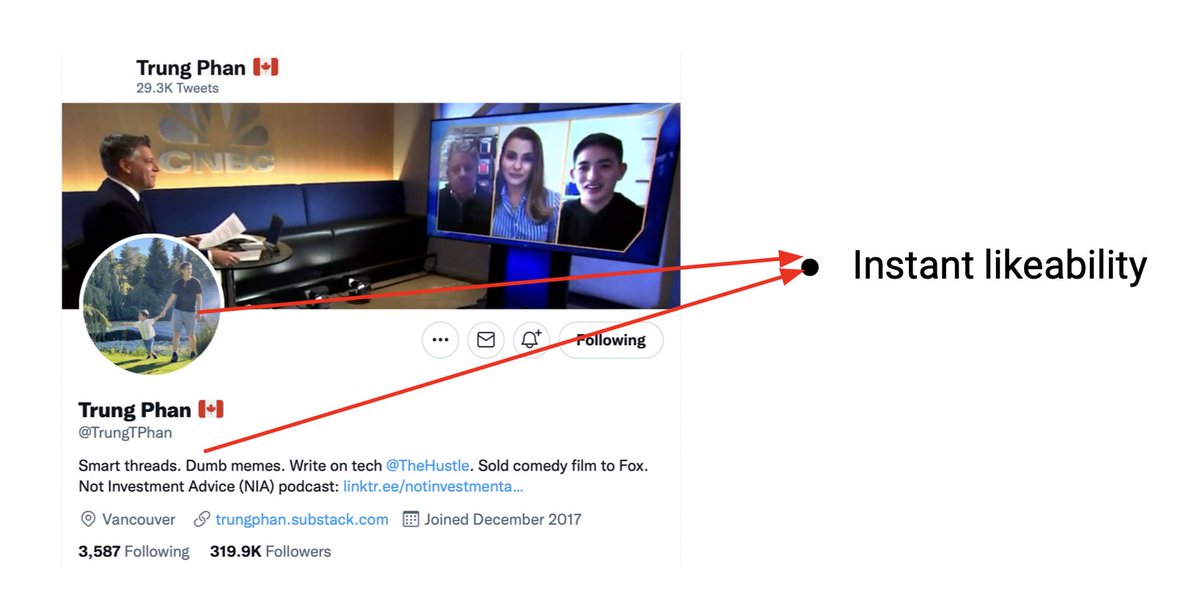 Trung Phan 🇨🇦
29.3K Tweets
CNBC
Following
Trung Phan 🇨🇦
@TrungTPhan
Smart threads. Dumb memes. Write on tech @TheHustle. Sold comedy film to Fox.
Not Investment Advice (NIA) podcast: linktr.ee/notinvestmenta…
Vancouver trungphan.substack.com Joined December 2017
3,587 Following 319.9K Followers
Instant likeability